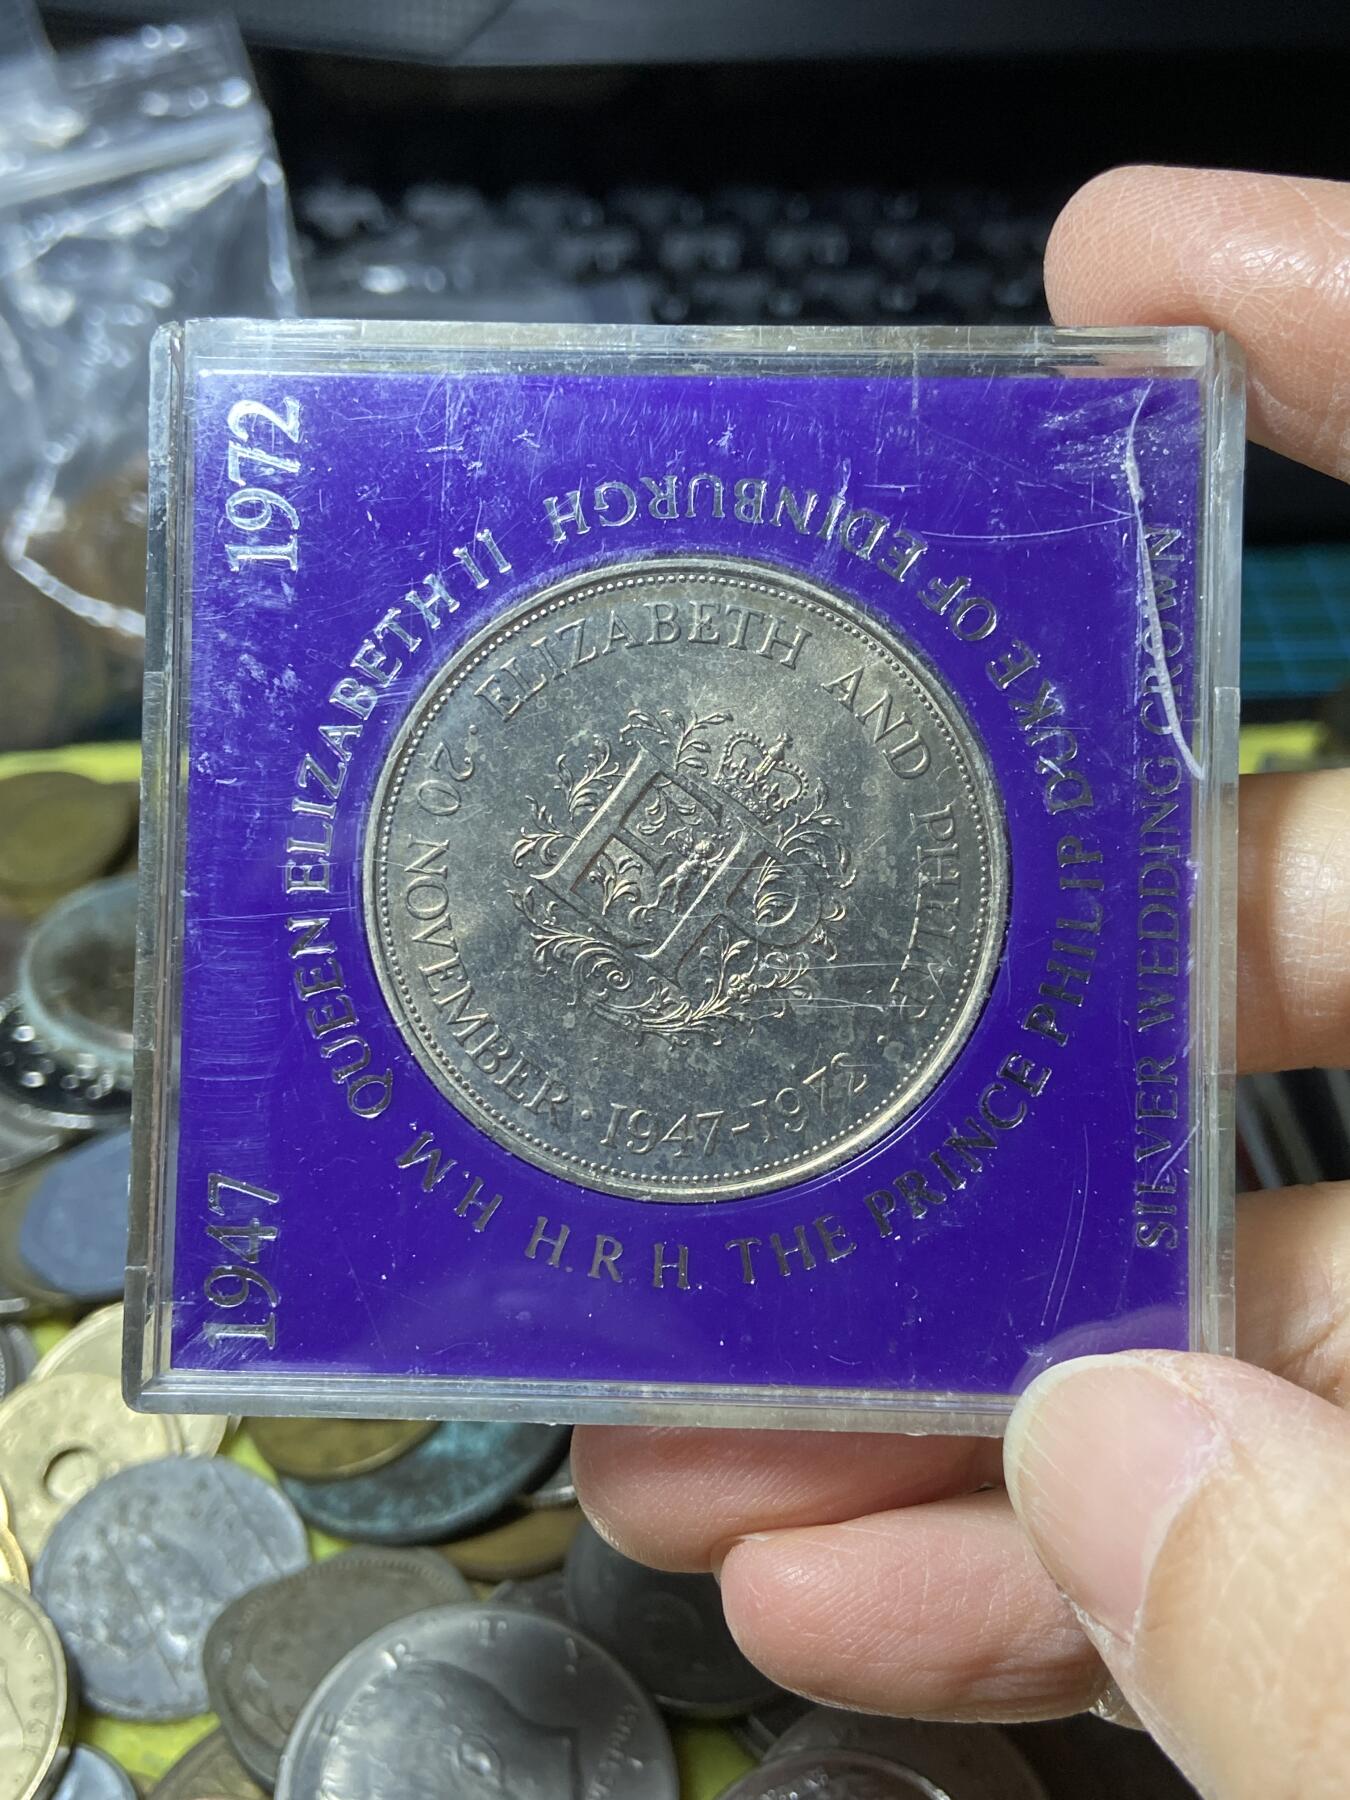 1947 1972
H.M. QUEEN ELIZABETH II
H.R.H. THE PRINCE PHILIP DUKE OF EDINBURGH
SILVER WEDDING CROWN
ELIZABETH AND PHILIP
20 NOVEMBER · 1947-1972